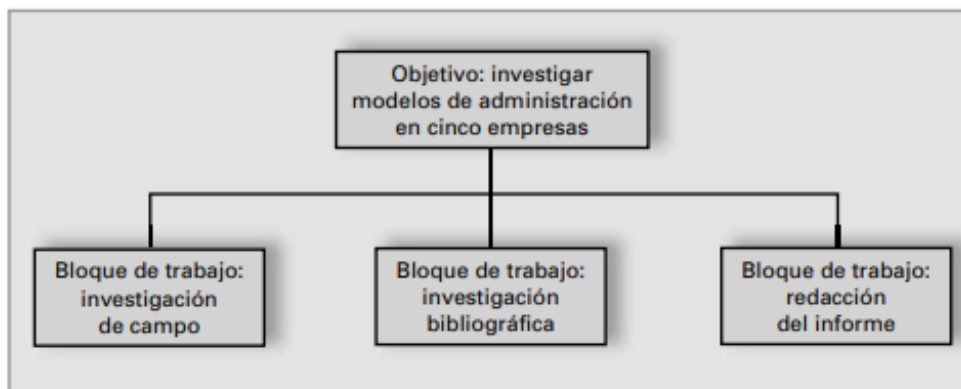 Objetivo: investigar
modelos de administración
en cinco empresas
Bloque de trabajo:
investigación
de campo
Bloque de trabajo:
investigación
bibliográfica
Bloque de trabajo:
redacción
del informe